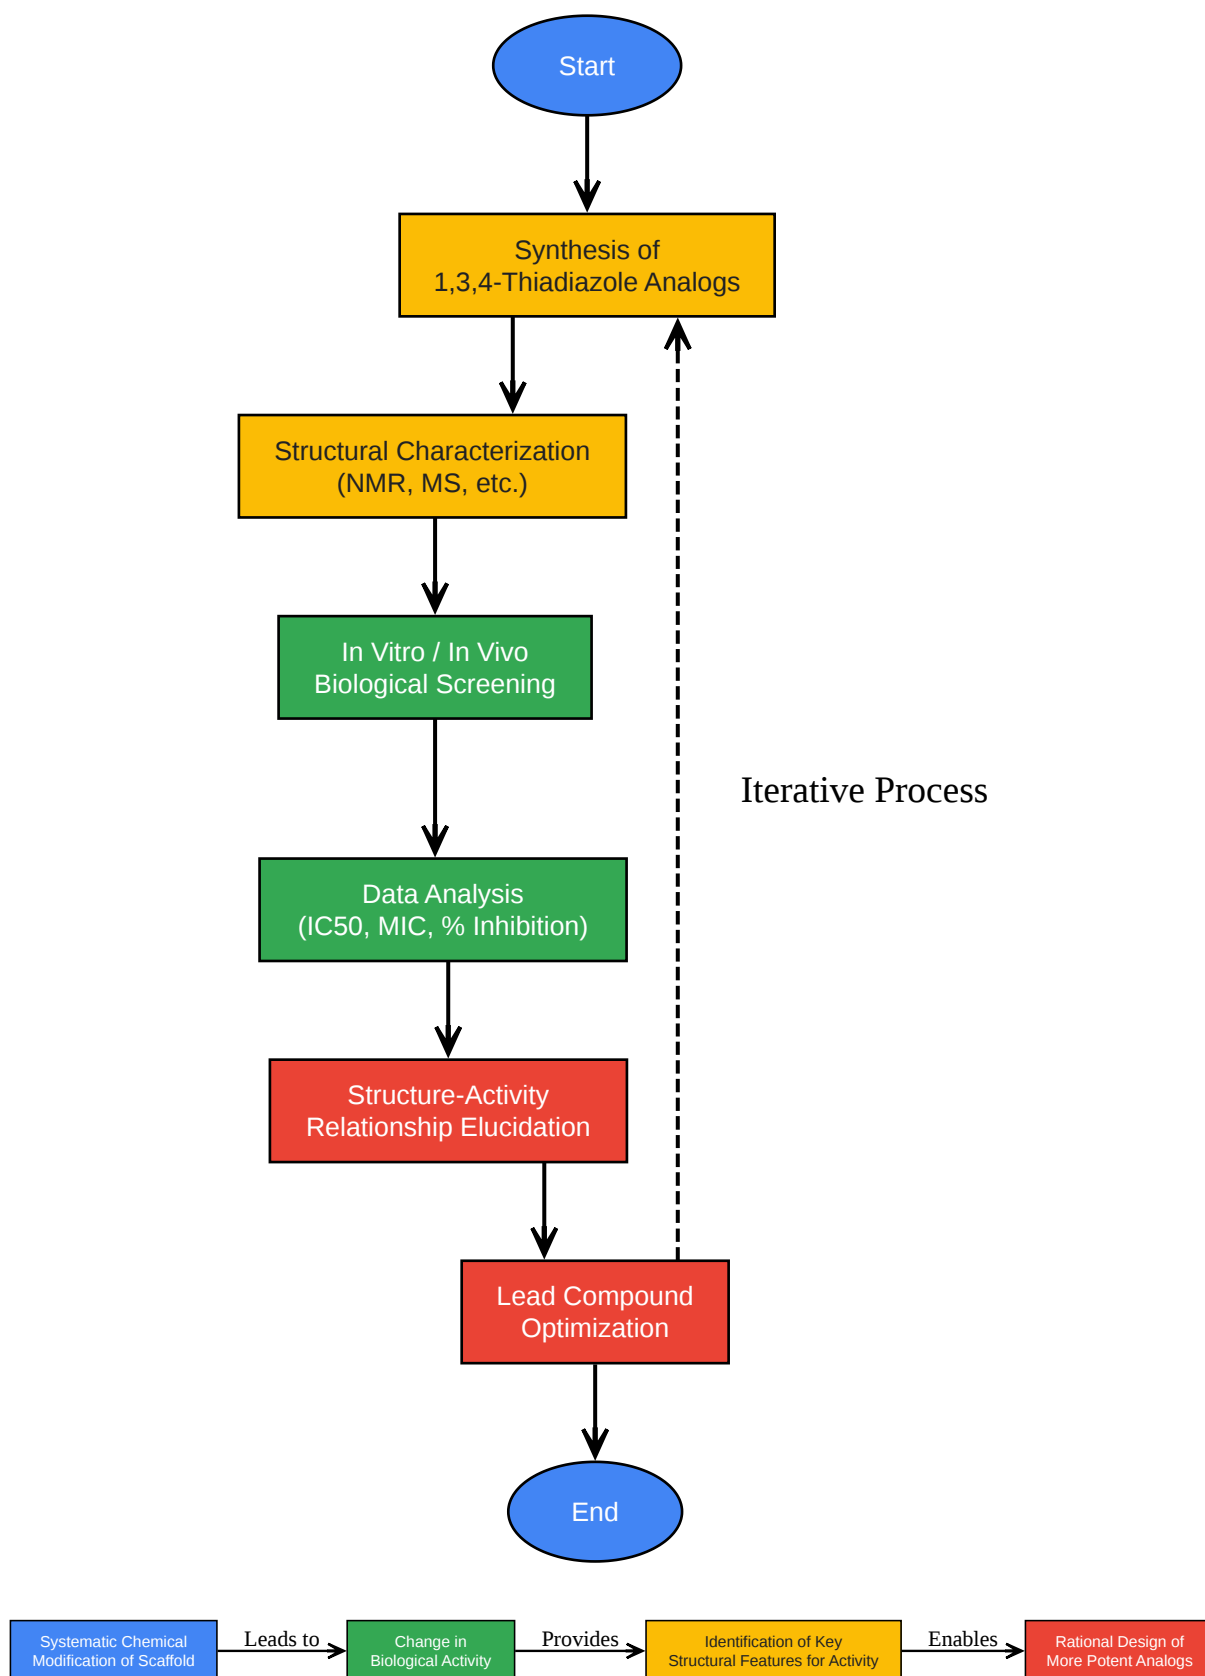 Start
Synthesis of
1,3,4-Thiadiazole Analogs
Structural Characterization
(NMR, MS, etc.)
In Vitro / In Vivo
Biological Screening
Iterative Process
Data Analysis
(IC50, MIC, % Inhibition)
Structure-Activity
Relationship Elucidation
Lead Compound
Optimization
End
Systematic Chemical
Modification of Scaffold
Leads to
Change in
Biological Activity
Provides
Identification of Key
Structural Features for Activity
Enables
Rational Design of
More Potent Analogs